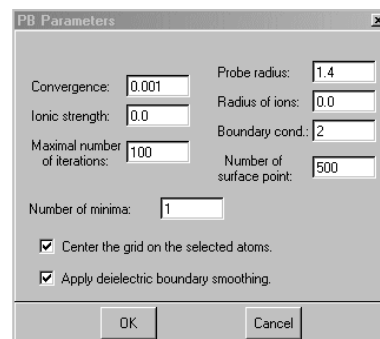 PB Parameters
Convergence: 0.001
Ionic strength: 0.0
Maximal number
of iterations: 100
Probe radius: 1.4
Radius of ions: 0.0
Boundary cond.: 2
Number of
surface point: 500
Number of minima: 1
Center the grid on the selected atoms.
Apply deielectric boundary smoothing.
OK Cancel